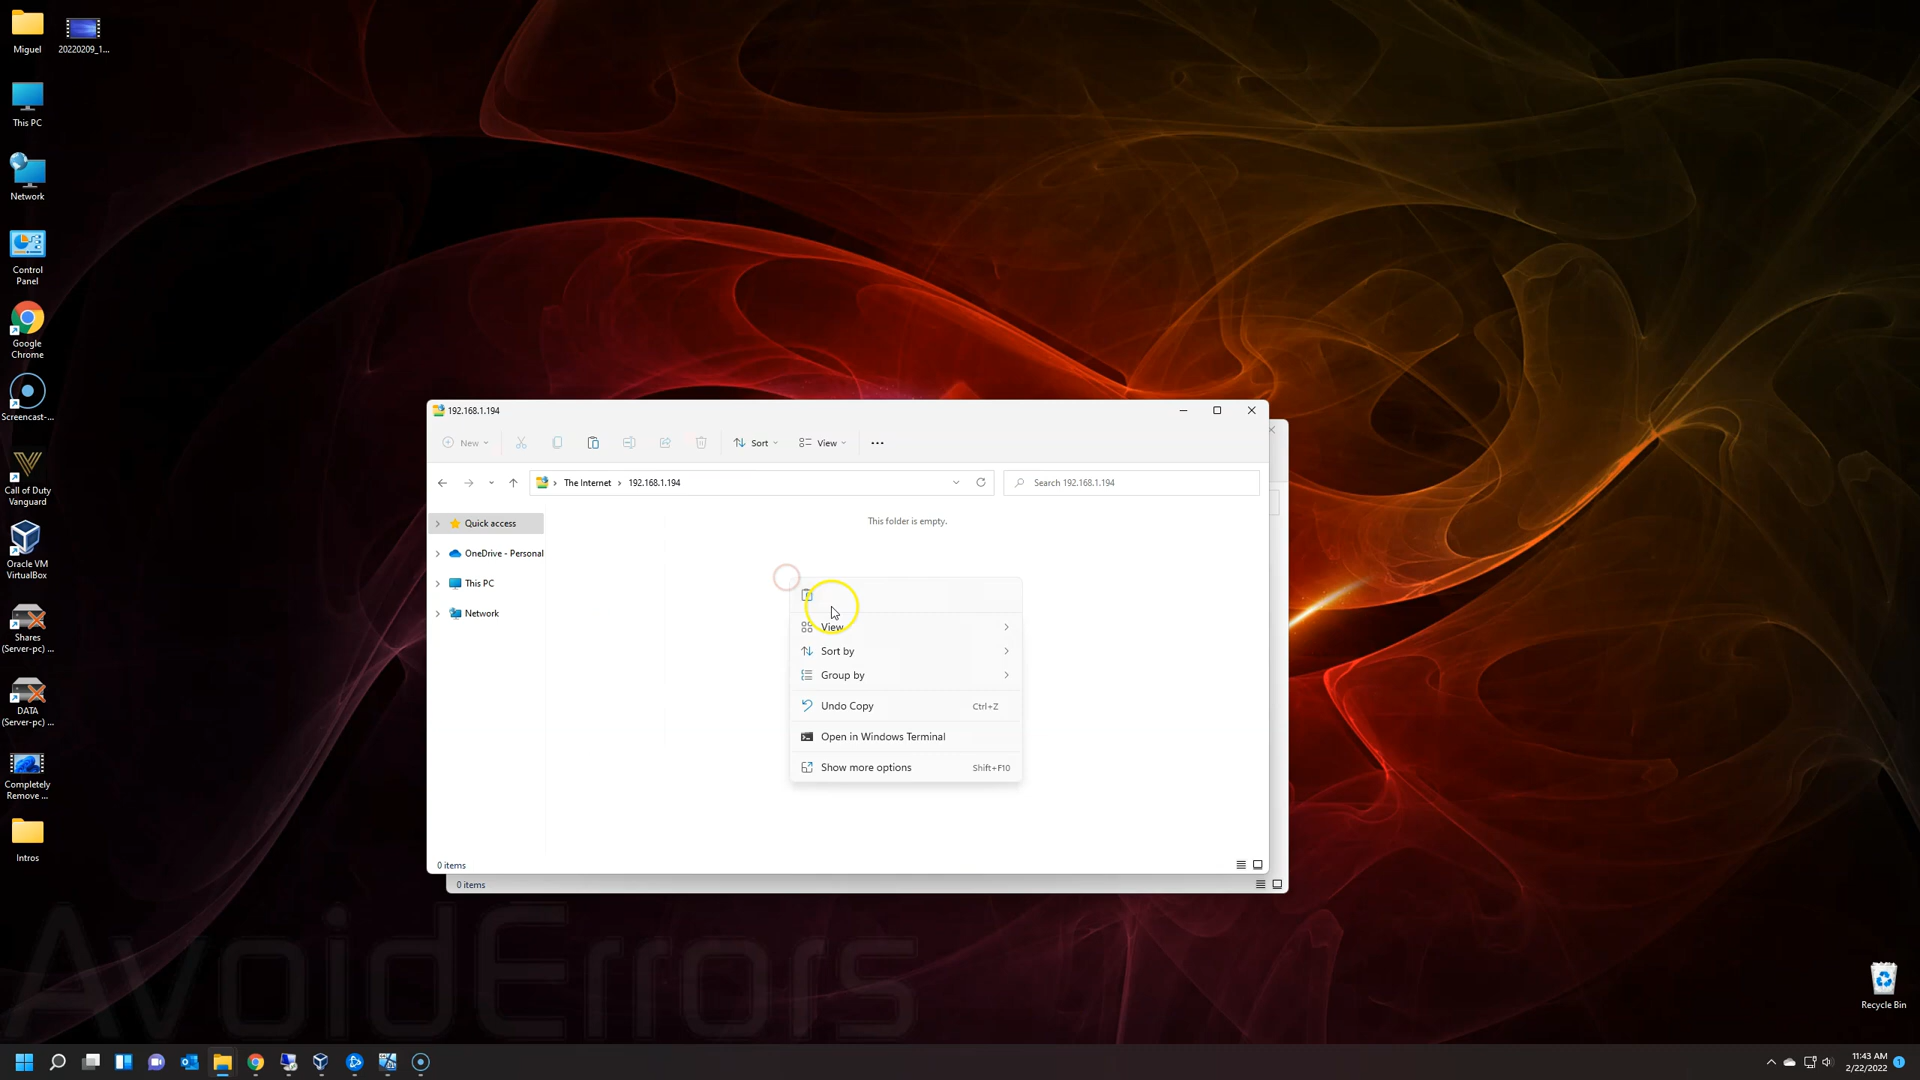 Miguel
20220209_1...
This PC
Network
Control
Panel
Google
Chrome
Screencast-...
Call of Duty
Vanguard
Oracle VM
VirtualBox
Shares
(Server-pc) ...
DATA
(Server-pc) ...
Completely
Remove ...
Intros
192.168.1.194
New
Sort
View
The Internet
192.168.1.194
Search 192.168.1.194
Quick access
OneDrive - Personal
This PC
Network
This folder is empty.
View
Sort by
Group by
Undo Copy Ctrl+Z
Open in Windows Terminal
Show more options Shift+F10
0 items
0 items
AvoidErrors
Recycle Bin
11:43 AM
2/22/2022
1